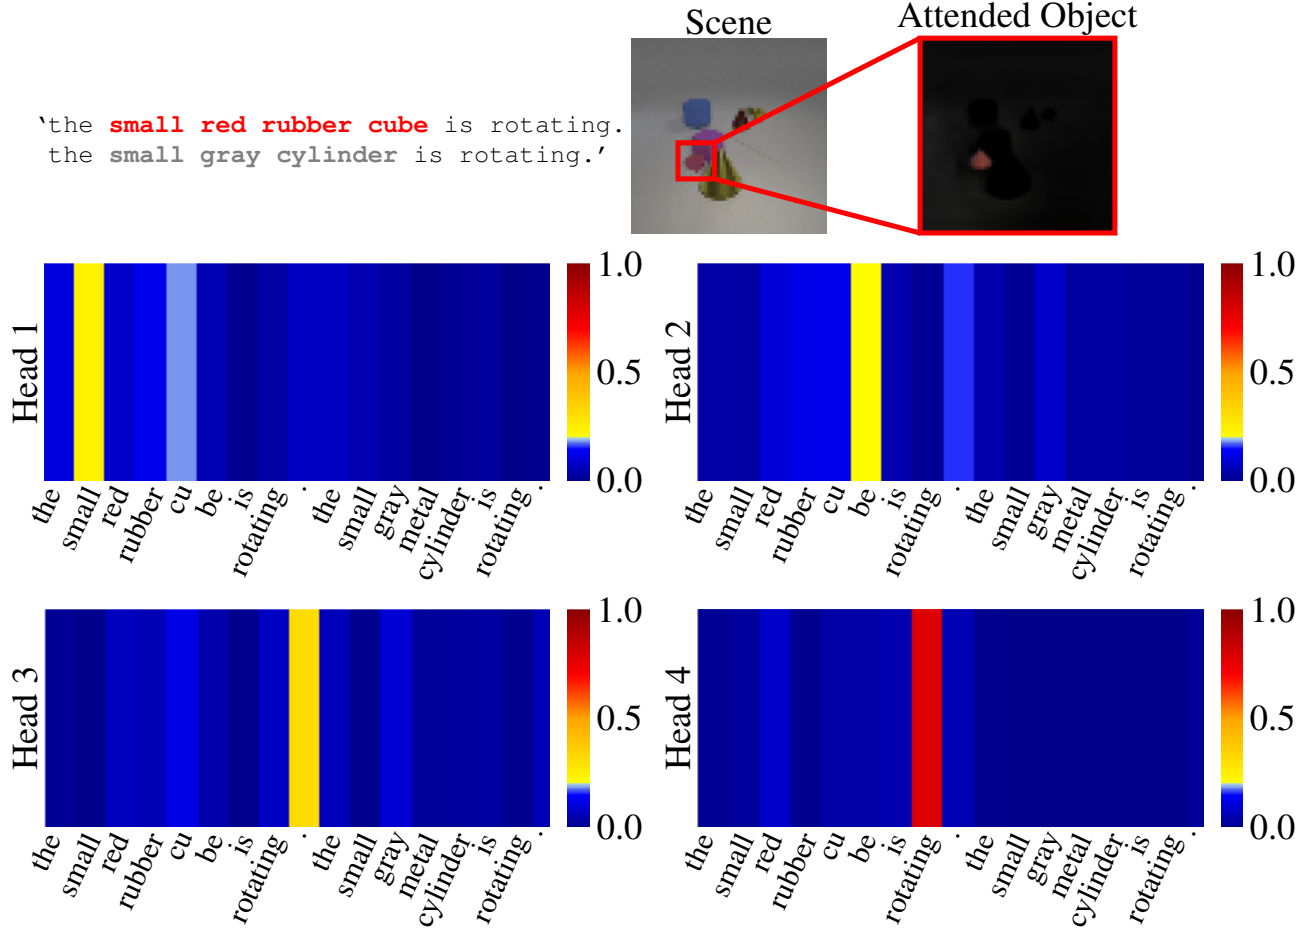 Scene
Attended Object
‘the small red rubber cube is rotating.
the small gray cylinder is rotating.’
Head 1
1.0
0.5
0.0
the small red rubber cu be is rotating . the small gray metal cylinder is rotating .
Head 2
1.0
0.5
0.0
the small red rubber cu be is rotating . the small gray metal cylinder is rotating .
Head 3
1.0
0.5
0.0
the small red rubber cu be is rotating . the small gray metal cylinder is rotating .
Head 4
1.0
0.5
0.0
the small red rubber cu be is rotating . the small gray metal cylinder is rotating .